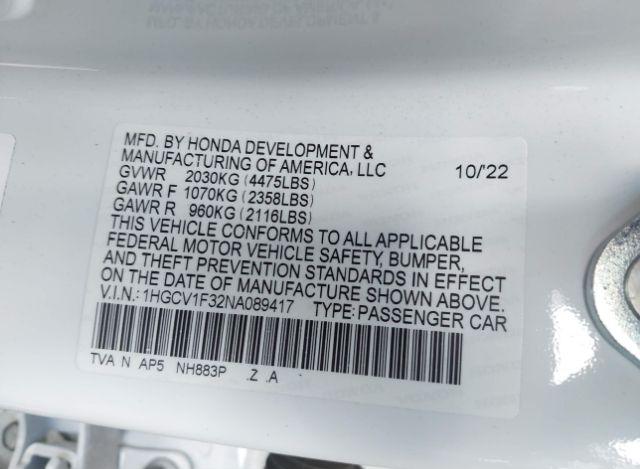 MFD. BY HONDA DEVELOPMENT &
MANUFACTURING OF AMERICA, LLC 10/'22
GVWR 2030KG (4475LBS)
GAWR F 1070KG (2358LBS)
GAWR R 960KG (2116LBS)
THIS VEHICLE CONFORMS TO ALL APPLICABLE
FEDERAL MOTOR VEHICLE SAFETY, BUMPER,
AND THEFT PREVENTION STANDARDS IN EFFECT
ON THE DATE OF MANUFACTURE SHOWN ABOVE.
V.I.N.: 1HGCV1F32NA089417 TYPE: PASSENGER CAR
TVA N AP5 NH883P .Z .A